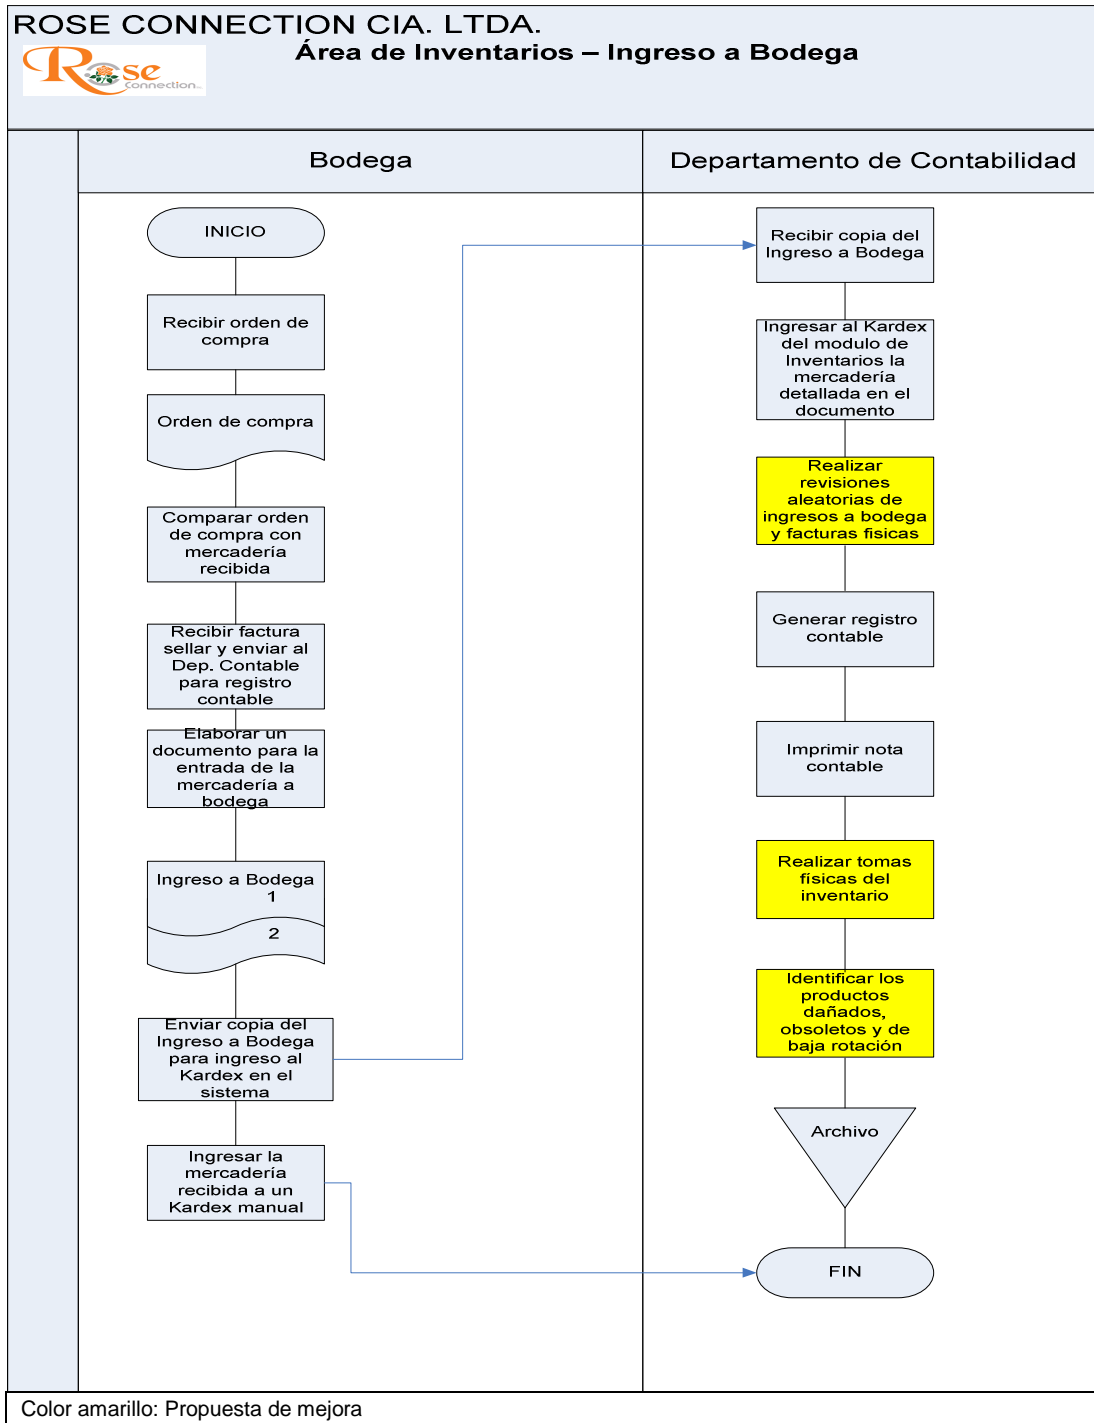 ROSE CONNECTION CIA. LTDA.
Área de Inventarios – Ingreso a Bodega
Rose
Connection
Bodega
INICIO
Recibir orden de
compra
Orden de compra
Comparar orden
de compra con
mercadería
recibida
Recibir factura
sellar y enviar al
Dep. Contable
para registro
contable
Elaborar un
documento para la
entrada de la
mercadería a
bodega
Ingreso a Bodega
1
2
Enviar copia del
Ingreso a Bodega
para ingreso al
Kardex en el
sistema
Ingresar la
mercadería
recibida a un
Kardex manual
Departamento de Contabilidad
Recibir copia del
Ingreso a Bodega
Ingresar al Kardex
del modulo de
Inventarios la
mercadería
detallada en el
documento
Realizar
revisiones
aleatorias de
ingresos a bodega
y facturas fisicas
Generar registro
contable
Imprimir nota
contable
Realizar tomas
físicas del
inventario
Identificar los
productos
dañados,
obsoletos y de
baja rotación
Archivo
FIN
Color amarillo: Propuesta de mejora